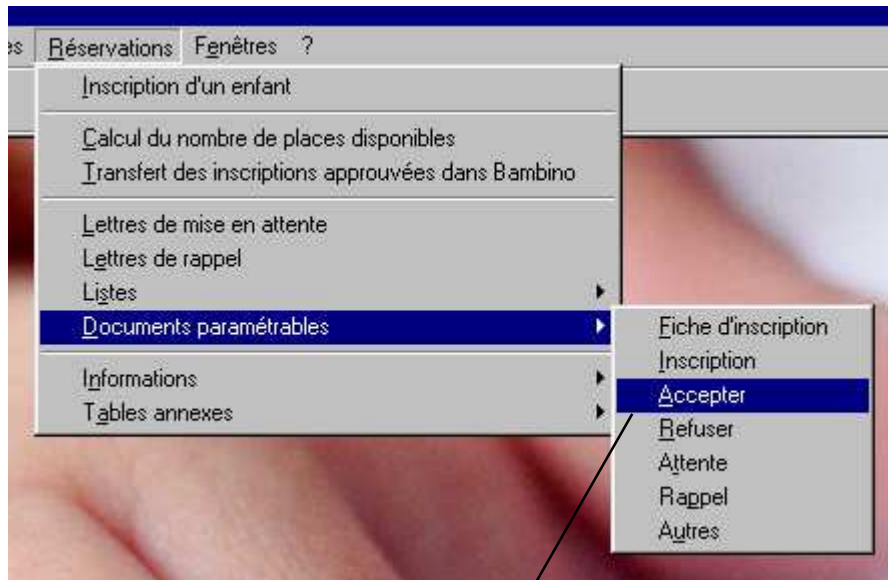 es Réservations Fenêtres ?
Inscription d'un enfant
Calcul du nombre de places disponibles
Transfert des inscriptions approuvées dans Bambino
Lettres de mise en attente
Lettres de rappel
Listes
Documents paramétrables
Informations
Tables annexes
Fiche d'inscription
Inscription
Accepter
Refuser
Attente
Rappel
Autres